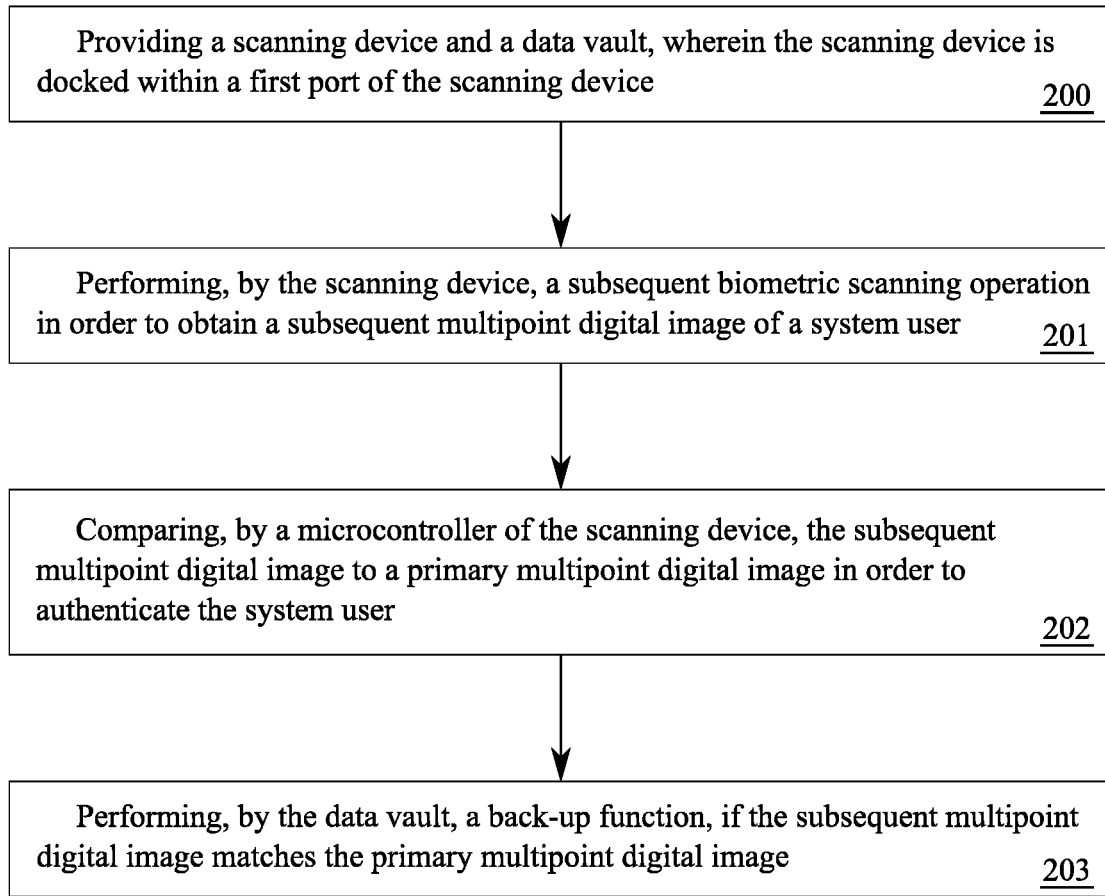 Providing a scanning device and a data vault, wherein the scanning device is
docked within a first port of the scanning device
200
Performing, by the scanning device, a subsequent biometric scanning operation
in order to obtain a subsequent multipoint digital image of a system user
201
Comparing, by a microcontroller of the scanning device, the subsequent
multipoint digital image to a primary multipoint digital image in order to
authenticate the system user
202
Performing, by the data vault, a back-up function, if the subsequent multipoint
digital image matches the primary multipoint digital image
203